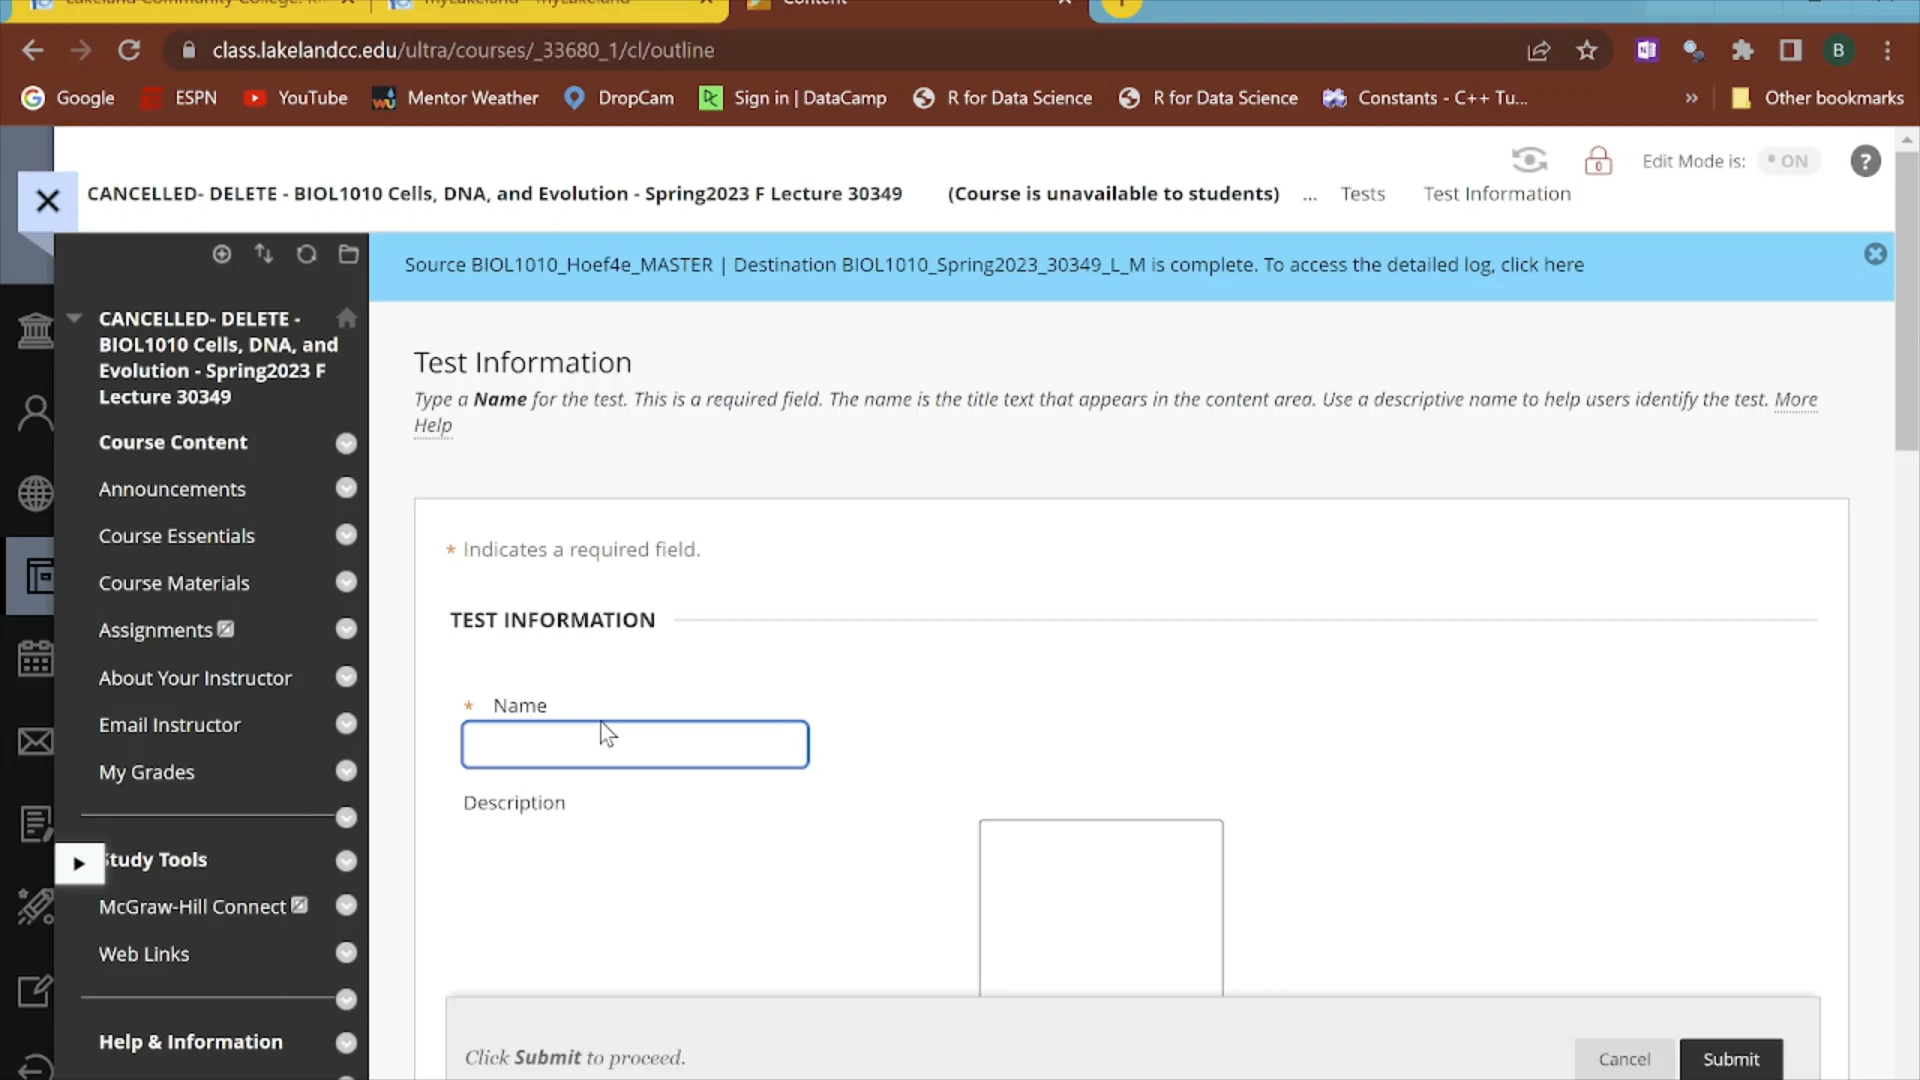 myLakeland - myLakeland
Content
class.lakelandcc.edu/ultra/courses/_33680_1/cl/outline
B
Google
ESPN
YouTube
Mentor Weather
DropCam
Sign in | DataCamp
R for Data Science
R for Data Science
Constants - C++ Tu...
»
Other bookmarks
Edit Mode is:
ON
?
CANCELLED- DELETE - BIOL1010 Cells, DNA, and Evolution - Spring2023 F Lecture 30349
(Course is unavailable to students)
...
Tests
Test Information
Source BIOL1010_Hoef4e_MASTER | Destination BIOL1010_Spring2023_30349_L_M is complete. To access the detailed log, click here
CANCELLED- DELETE -
BIOL1010 Cells, DNA, and
Evolution - Spring2023 F
Lecture 30349
Course Content
Announcements
Course Essentials
Course Materials
Assignments
About Your Instructor
Email Instructor
My Grades
Study Tools
McGraw-Hill Connect
Web Links
Help & Information
Test Information
Type a Name for the test. This is a required field. The name is the title text that appears in the content area. Use a descriptive name to help users identify the test. More
Help
* Indicates a required field.
TEST INFORMATION
* Name
Description
Click Submit to proceed.
Cancel
Submit